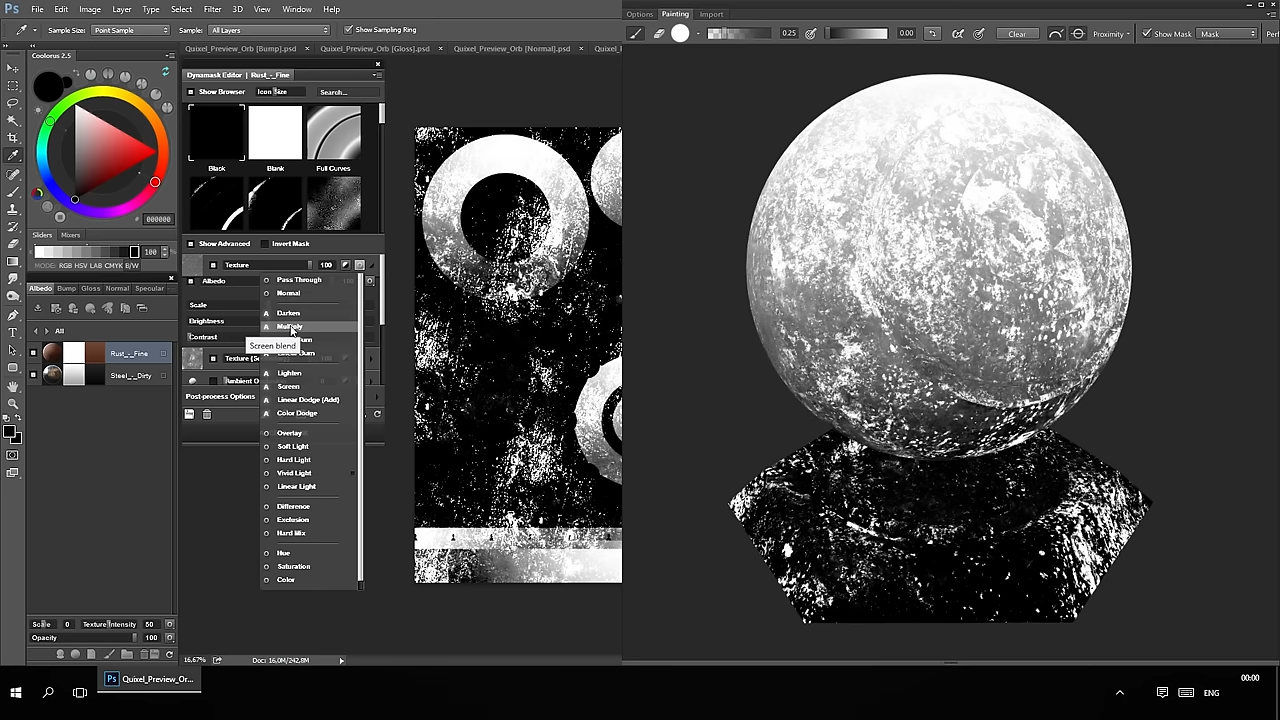 Ps File Edit Image Layer Type Select Filter 3D View Window Help
Options Painting Import
Sample Size: Point Sample Sample: All Layers Show Sampling Ring
0.25 0.00 Clear Proximity Show Mask Mask
Coolorus 2.5
Quixel_Preview_Orb [Bump].psd × Quixel_Preview_Orb [Gloss].psd × Quixel_Preview_Orb [Normal].psd ×
Dynamask Editor | Rust_-_Fine
Show Browser Icon Size Search...
Black Blank Full Curves
# 000000
Sliders Mixers
100
MODE: RGB HSV LAB CMYK B/W
Show Advanced Invert Mask
Texture 100
Albedo
Scale
Brightness
Contrast
Post-process Options
Pass Through
Normal
Darken
Multiply
Screen blend
Lighten
Screen
Linear Dodge (Add)
Color Dodge
Overlay
Soft Light
Hard Light
Vivid Light
Linear Light
Difference
Exclusion
Hard Mix
Hue
Saturation
Color
Albedo Bump Gloss Normal Specular
All
Rust_-_Fine
Steel_-_Dirty
Scale 0 Texture Intensity 50
Opacity 100
16.67% Doc: 16.0M/242.8M
Ps Quixel_Preview_Or...
ENG
00:00